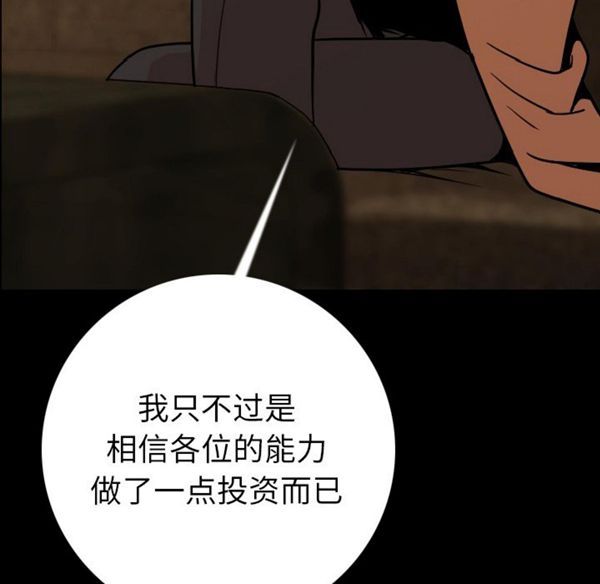 我只不过是
相信各位的能力
做了一点投资而已